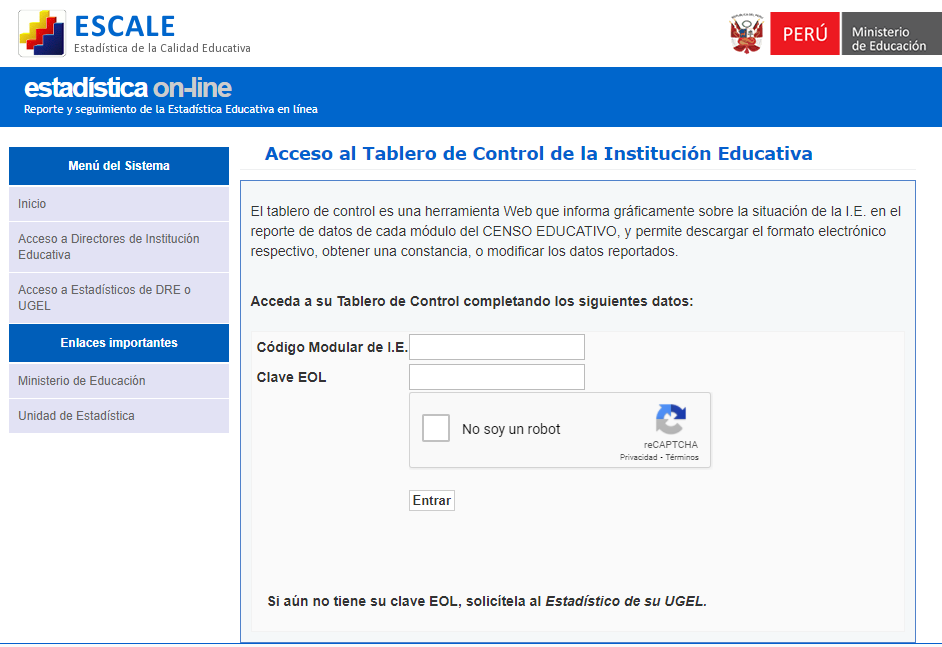 ESCALE
Estadística de la Calidad Educativa
PERÚ
Ministerio
de Educación
estadística on-line
Reporte y seguimiento de la Estadística Educativa en línea
Menú del Sistema
Inicio
Acceso a Directores de Institución
Educativa
Acceso a Estadísticos de DRE o
UGEL
Enlaces importantes
Ministerio de Educación
Unidad de Estadística
Acceso al Tablero de Control de la Institución Educativa
El tablero de control es una herramienta Web que informa gráficamente sobre la situación de la I.E. en el
reporte de datos de cada módulo del CENSO EDUCATIVO, y permite descargar el formato electrónico
respectivo, obtener una constancia, o modificar los datos reportados.
Acceda a su Tablero de Control completando los siguientes datos:
Código Modular de I.E.
Clave EOL
No soy un robot
reCAPTCHA
Privacidad - Términos
Entrar
Si aún no tiene su clave EOL, solicítela al Estadístico de su UGEL.